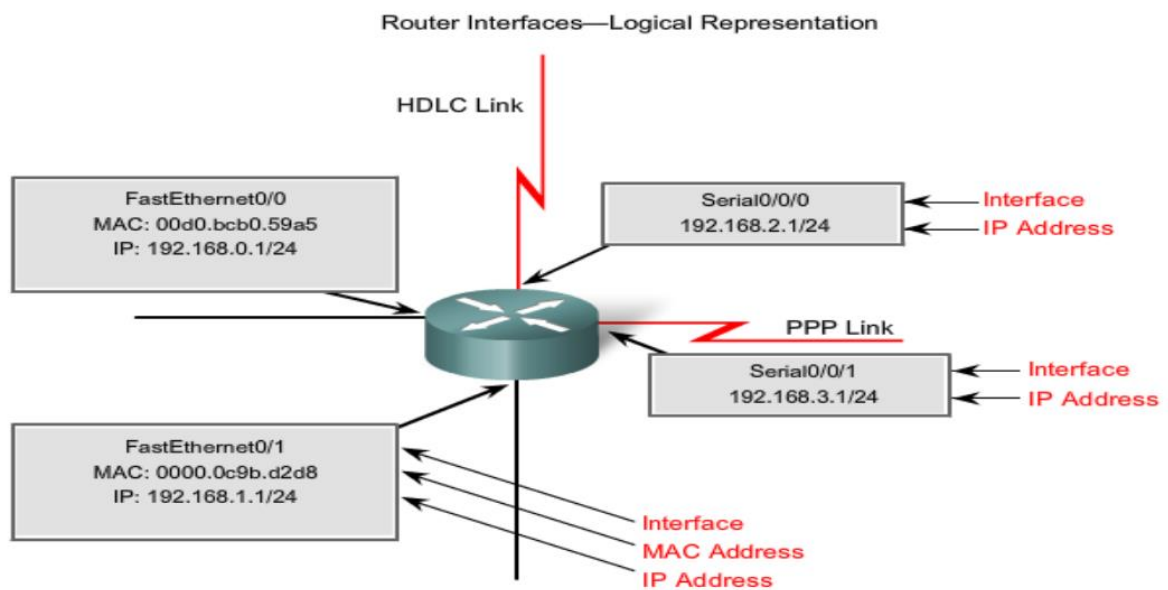 Router Interfaces—Logical Representation
HDLC Link
FastEthernet0/0
MAC: 00d0.bcb0.59a5
IP: 192.168.0.1/24
Serial0/0/0
192.168.2.1/24
Interface
IP Address
PPP Link
Serial0/0/1
192.168.3.1/24
Interface
IP Address
FastEthernet0/1
MAC: 0000.0c9b.d2d8
IP: 192.168.1.1/24
Interface
MAC Address
IP Address